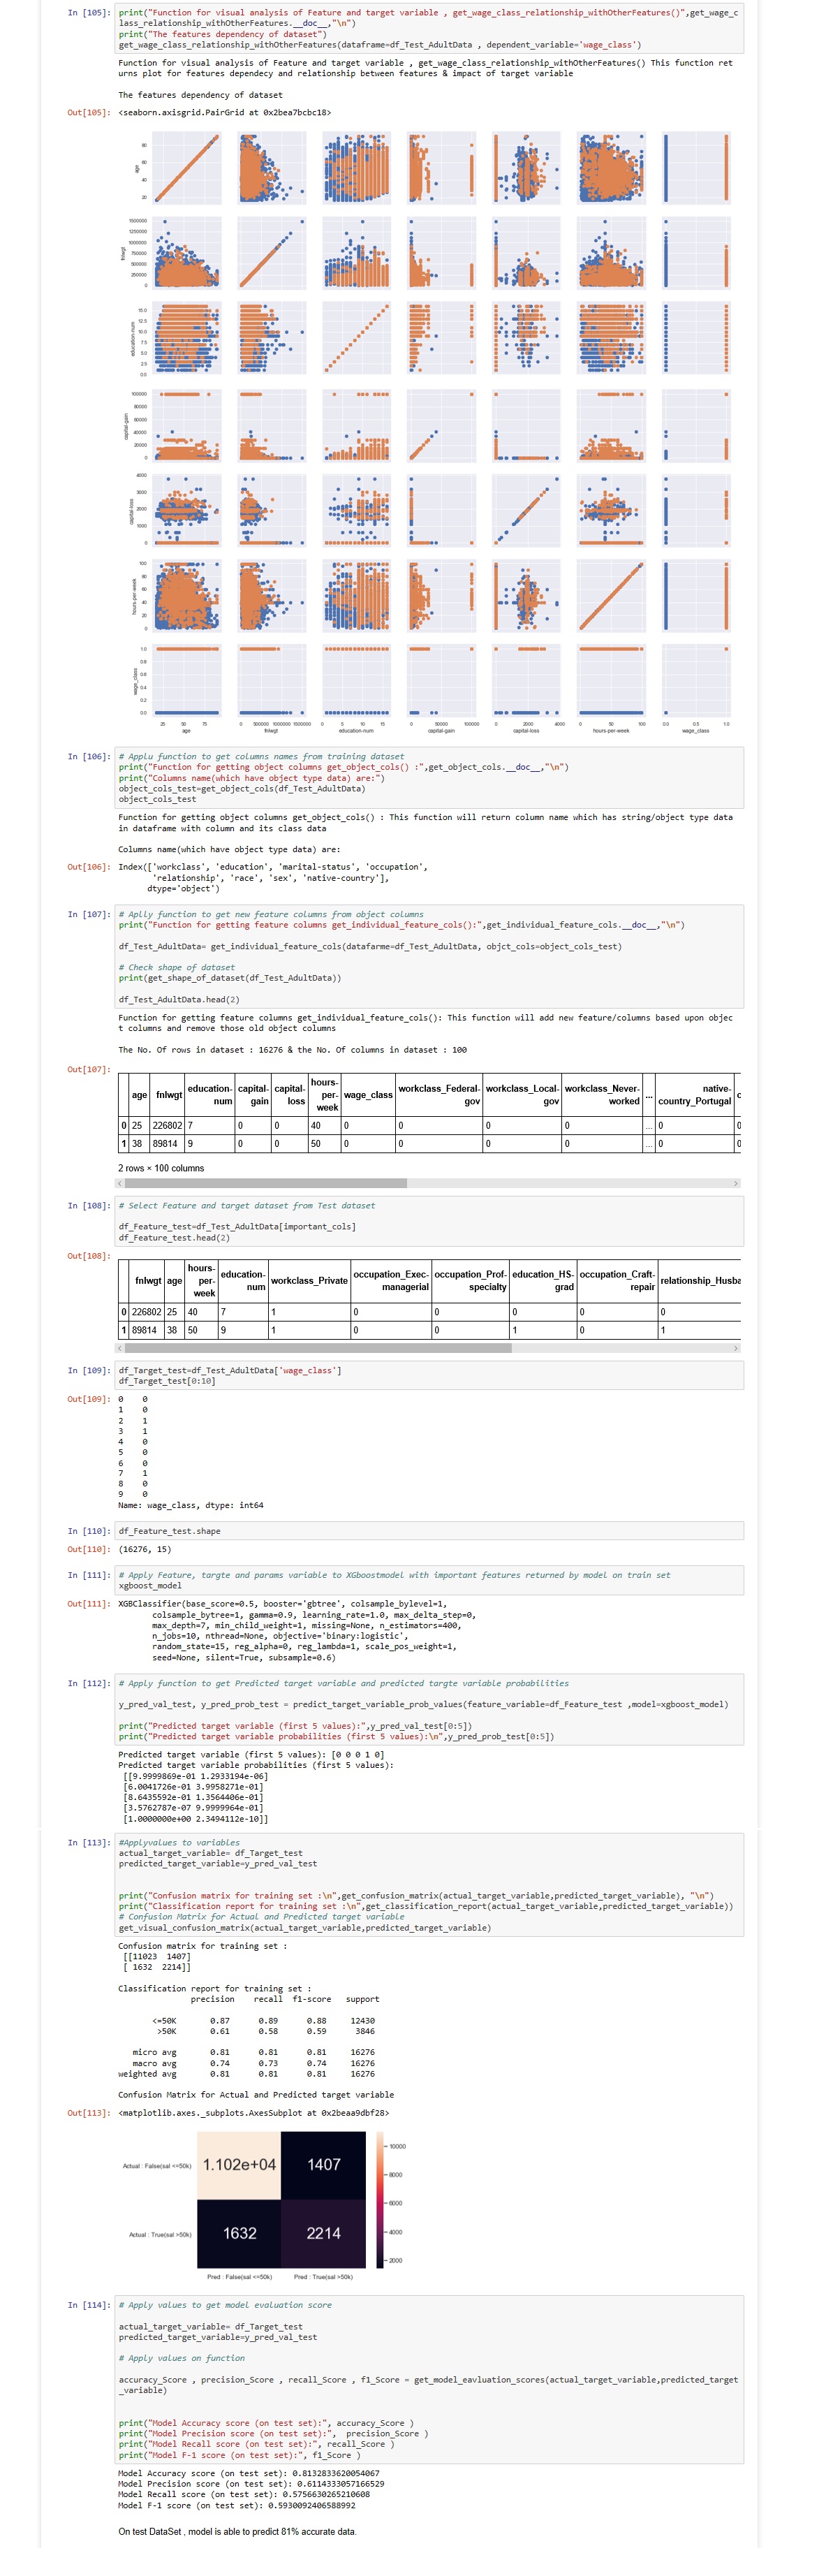 In [105]: print("Function for visual analysis of Feature and target variable , get_wage_class_relationship_withOtherFeatures()",get_wage_c
lass_relationship_withOtherFeatures.__doc__,"\n")
print("The features dependency of dataset")
get_wage_class_relationship_withOtherFeatures(dataframe=df_Test_AdultData , dependent_variable='wage_class')
Function for visual analysis of Feature and target variable , get_wage_class_relationship_withOtherFeatures() This function ret
urns plot for features dependecy and relationship between features & impact of target variable
The features dependency of dataset
Out[105]: <seaborn.axisgrid.PairGrid at 0x2bea7bcbc18>
80
60
40
20
age
1500000
1250000
1000000
750000
500000
250000
0
fnlwgt
15.0
12.5
10.0
7.5
5.0
2.5
0.0
education-num
100000
80000
60000
40000
20000
0
capital-gain
4000
3000
2000
1000
0
capital-loss
100
80
60
40
20
0
hours-per-week
1.0
0.8
0.6
0.4
0.2
0.0
wage_class
25 50 75 0 500000 1000000 1500000 0 5 10 15 0 50000 100000 0 2000 4000 0 50 100 0.0 0.5 1.0
age fnlwgt education-num capital-gain capital-loss hours-per-week wage_class
In [106]: # Applu function to get columns names from training dataset
print("Function for getting object columns get_object_cols() :",get_object_cols.__doc__,"\n")
print("Columns name(which have object type data) are:")
object_cols_test=get_object_cols(df_Test_AdultData)
object_cols_test
Function for getting object columns get_object_cols() : This function will return column name which has string/object type data
in dataframe with column and its class data
Columns name(which have object type data) are:
Out[106]: Index(['workclass', 'education', 'marital-status', 'occupation',
'relationship', 'race', 'sex', 'native-country'],
dtype='object')
In [107]: # Aplly function to get new feature columns from object columns
print("Function for getting feature columns get_individual_feature_cols():",get_individual_feature_cols.__doc__,"\n")
df_Test_AdultData= get_individual_feature_cols(datafarme=df_Test_AdultData, objct_cols=object_cols_test)
# Check shape of dataset
print(get_shape_of_dataset(df_Test_AdultData))
df_Test_AdultData.head(2)
Function for getting feature columns get_individual_feature_cols(): This function will add new feature/columns based upon objec
t columns and remove those old object columns
The No. Of rows in dataset : 16276 & the No. Of columns in dataset : 100
Out[107]:
age fnlwgt education-num capital-gain capital-loss hours-per-week wage_class workclass_Federal-gov workclass_Local-gov workclass_Never-worked ... native-country_Portugal c
0 25 226802 7 0 0 40 0 0 0 0 ... 0 0
1 38 89814 9 0 0 50 0 0 0 0 ... 0 0
2 rows × 100 columns
In [108]: # Select Feature and target dataset from Test dataset
df_Feature_test=df_Test_AdultData[important_cols]
df_Feature_test.head(2)
Out[108]:
fnlwgt age hours-per-week education-num workclass_Private occupation_Exec-managerial occupation_Prof-specialty education_HS-grad occupation_Craft-repair relationship_Husba
0 226802 25 40 7 1 0 0 0 0 0
1 89814 38 50 9 1 0 0 1 0 1
In [109]: df_Target_test=df_Test_AdultData['wage_class']
df_Target_test[0:10]
Out[109]: 0 0
1 0
2 1
3 1
4 0
5 0
6 0
7 1
8 0
9 0
Name: wage_class, dtype: int64
In [110]: df_Feature_test.shape
Out[110]: (16276, 15)
In [111]: # Apply Feature, targte and params variable to XGboostmodel with important features returned by model on train set
xgboost_model
Out[111]: XGBClassifier(base_score=0.5, booster='gbtree', colsample_bylevel=1,
colsample_bytree=1, gamma=0.9, learning_rate=1.0, max_delta_step=0,
max_depth=7, min_child_weight=1, missing=None, n_estimators=400,
n_jobs=10, nthread=None, objective='binary:logistic',
random_state=15, reg_alpha=0, reg_lambda=1, scale_pos_weight=1,
seed=None, silent=True, subsample=0.6)
In [112]: # Apply function to get Predicted target variable and predicted targte variable probabilities
y_pred_val_test, y_pred_prob_test = predict_target_variable_prob_values(feature_variable=df_Feature_test ,model=xgboost_model)
print("Predicted target variable (first 5 values):",y_pred_val_test[0:5])
print("Predicted target variable probabilities (first 5 values):\n",y_pred_prob_test[0:5])
Predicted target variable (first 5 values): [0 0 0 1 0]
Predicted target variable probabilities (first 5 values):
[[9.9999869e-01 1.2933194e-06]
[6.0041726e-01 3.9958271e-01]
[8.6435592e-01 1.3564406e-01]
[3.5762787e-07 9.9999964e-01]
[1.0000000e+00 2.3494112e-10]]
In [113]: #Applyvalues to variables
actual_target_variable= df_Target_test
predicted_target_variable=y_pred_val_test
print("Confusion matrix for training set :\n",get_confusion_matrix(actual_target_variable,predicted_target_variable), "\n")
print("Classification report for training set :\n",get_classification_report(actual_target_variable,predicted_target_variable))
# Confusion Matrix for Actual and Predicted target variable
get_visual_confusion_matrix(actual_target_variable,predicted_target_variable)
Confusion matrix for training set :
[[11023 1407]
[ 1632 2214]]
Classification report for training set :
precision recall f1-score support
<=50K 0.87 0.89 0.88 12430
>50K 0.61 0.58 0.59 3846
micro avg 0.81 0.81 0.81 16276
macro avg 0.74 0.73 0.74 16276
weighted avg 0.81 0.81 0.81 16276
Confusion Matrix for Actual and Predicted target variable
Out[113]: <matplotlib.axes._subplots.AxesSubplot at 0x2beaa9dbf28>
Actual : False(sal <=50k) 1.102e+04 1407
Actual : True(sal >50k) 1632 2214
Pred : False(sal <=50k) Pred : True(sal >50k)
10000
8000
6000
4000
2000
In [114]: # Apply values to get model evaluation score
actual_target_variable= df_Target_test
predicted_target_variable=y_pred_val_test
# Apply values on function
accuracy_Score , precision_Score , recall_Score , f1_Score = get_model_eavluation_scores(actual_target_variable,predicted_target
_variable)
print("Model Accuracy score (on test set):", accuracy_Score )
print("Model Precision score (on test set):", precision_Score )
print("Model Recall score (on test set):", recall_Score )
print("Model F-1 score (on test set):", f1_Score )
Model Accuracy score (on test set): 0.8132833620054067
Model Precision score (on test set): 0.6114333057166529
Model Recall score (on test set): 0.5756630265210608
Model F-1 score (on test set): 0.5930092406588992
On test DataSet , model is able to predict 81% accurate data.